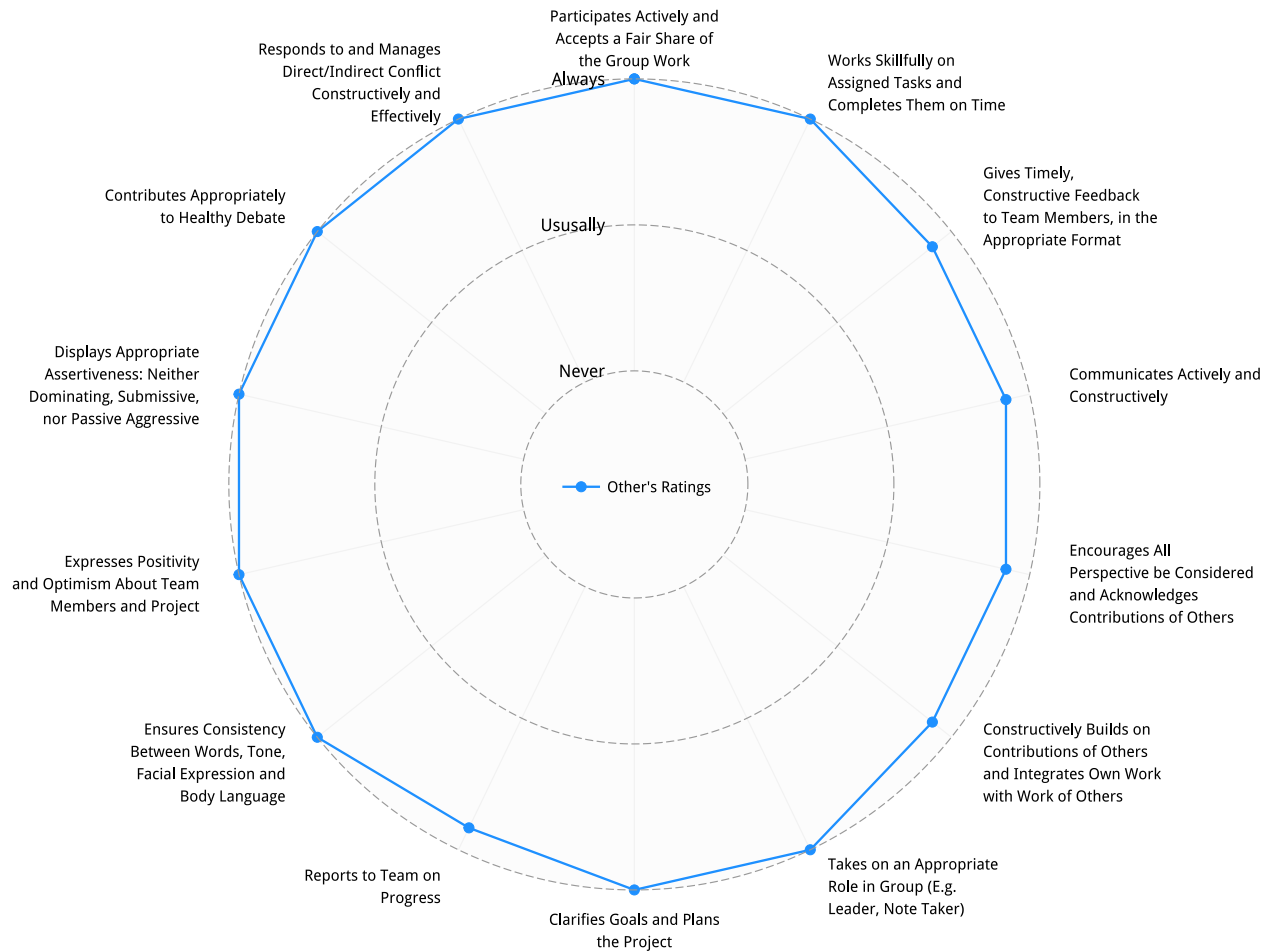 Participates Actively and
Accepts a Fair Share of
the Group Work
Always
Works Skillfully on
Assigned Tasks and
Completes Them on Time
Gives Timely,
Constructive Feedback
to Team Members, in the
Appropriate Format
Communicates Actively and
Constructively
Encourages All
Perspective be Considered
and Acknowledges
Contributions of Others
Constructively Builds on
Contributions of Others
and Integrates Own Work
with Work of Others
Takes on an Appropriate
Role in Group (E.g.
Leader, Note Taker)
Clarifies Goals and Plans
the Project
Reports to Team on
Progress
Ensures Consistency
Between Words, Tone,
Facial Expression and
Body Language
Expresses Positivity
and Optimism About Team
Members and Project
Displays Appropriate
Assertiveness: Neither
Dominating, Submissive,
nor Passive Aggressive
Contributes Appropriately
to Healthy Debate
Responds to and Manages
Direct/Indirect Conflict
Constructively and
Effectively
Ususally
Never
Other's Ratings